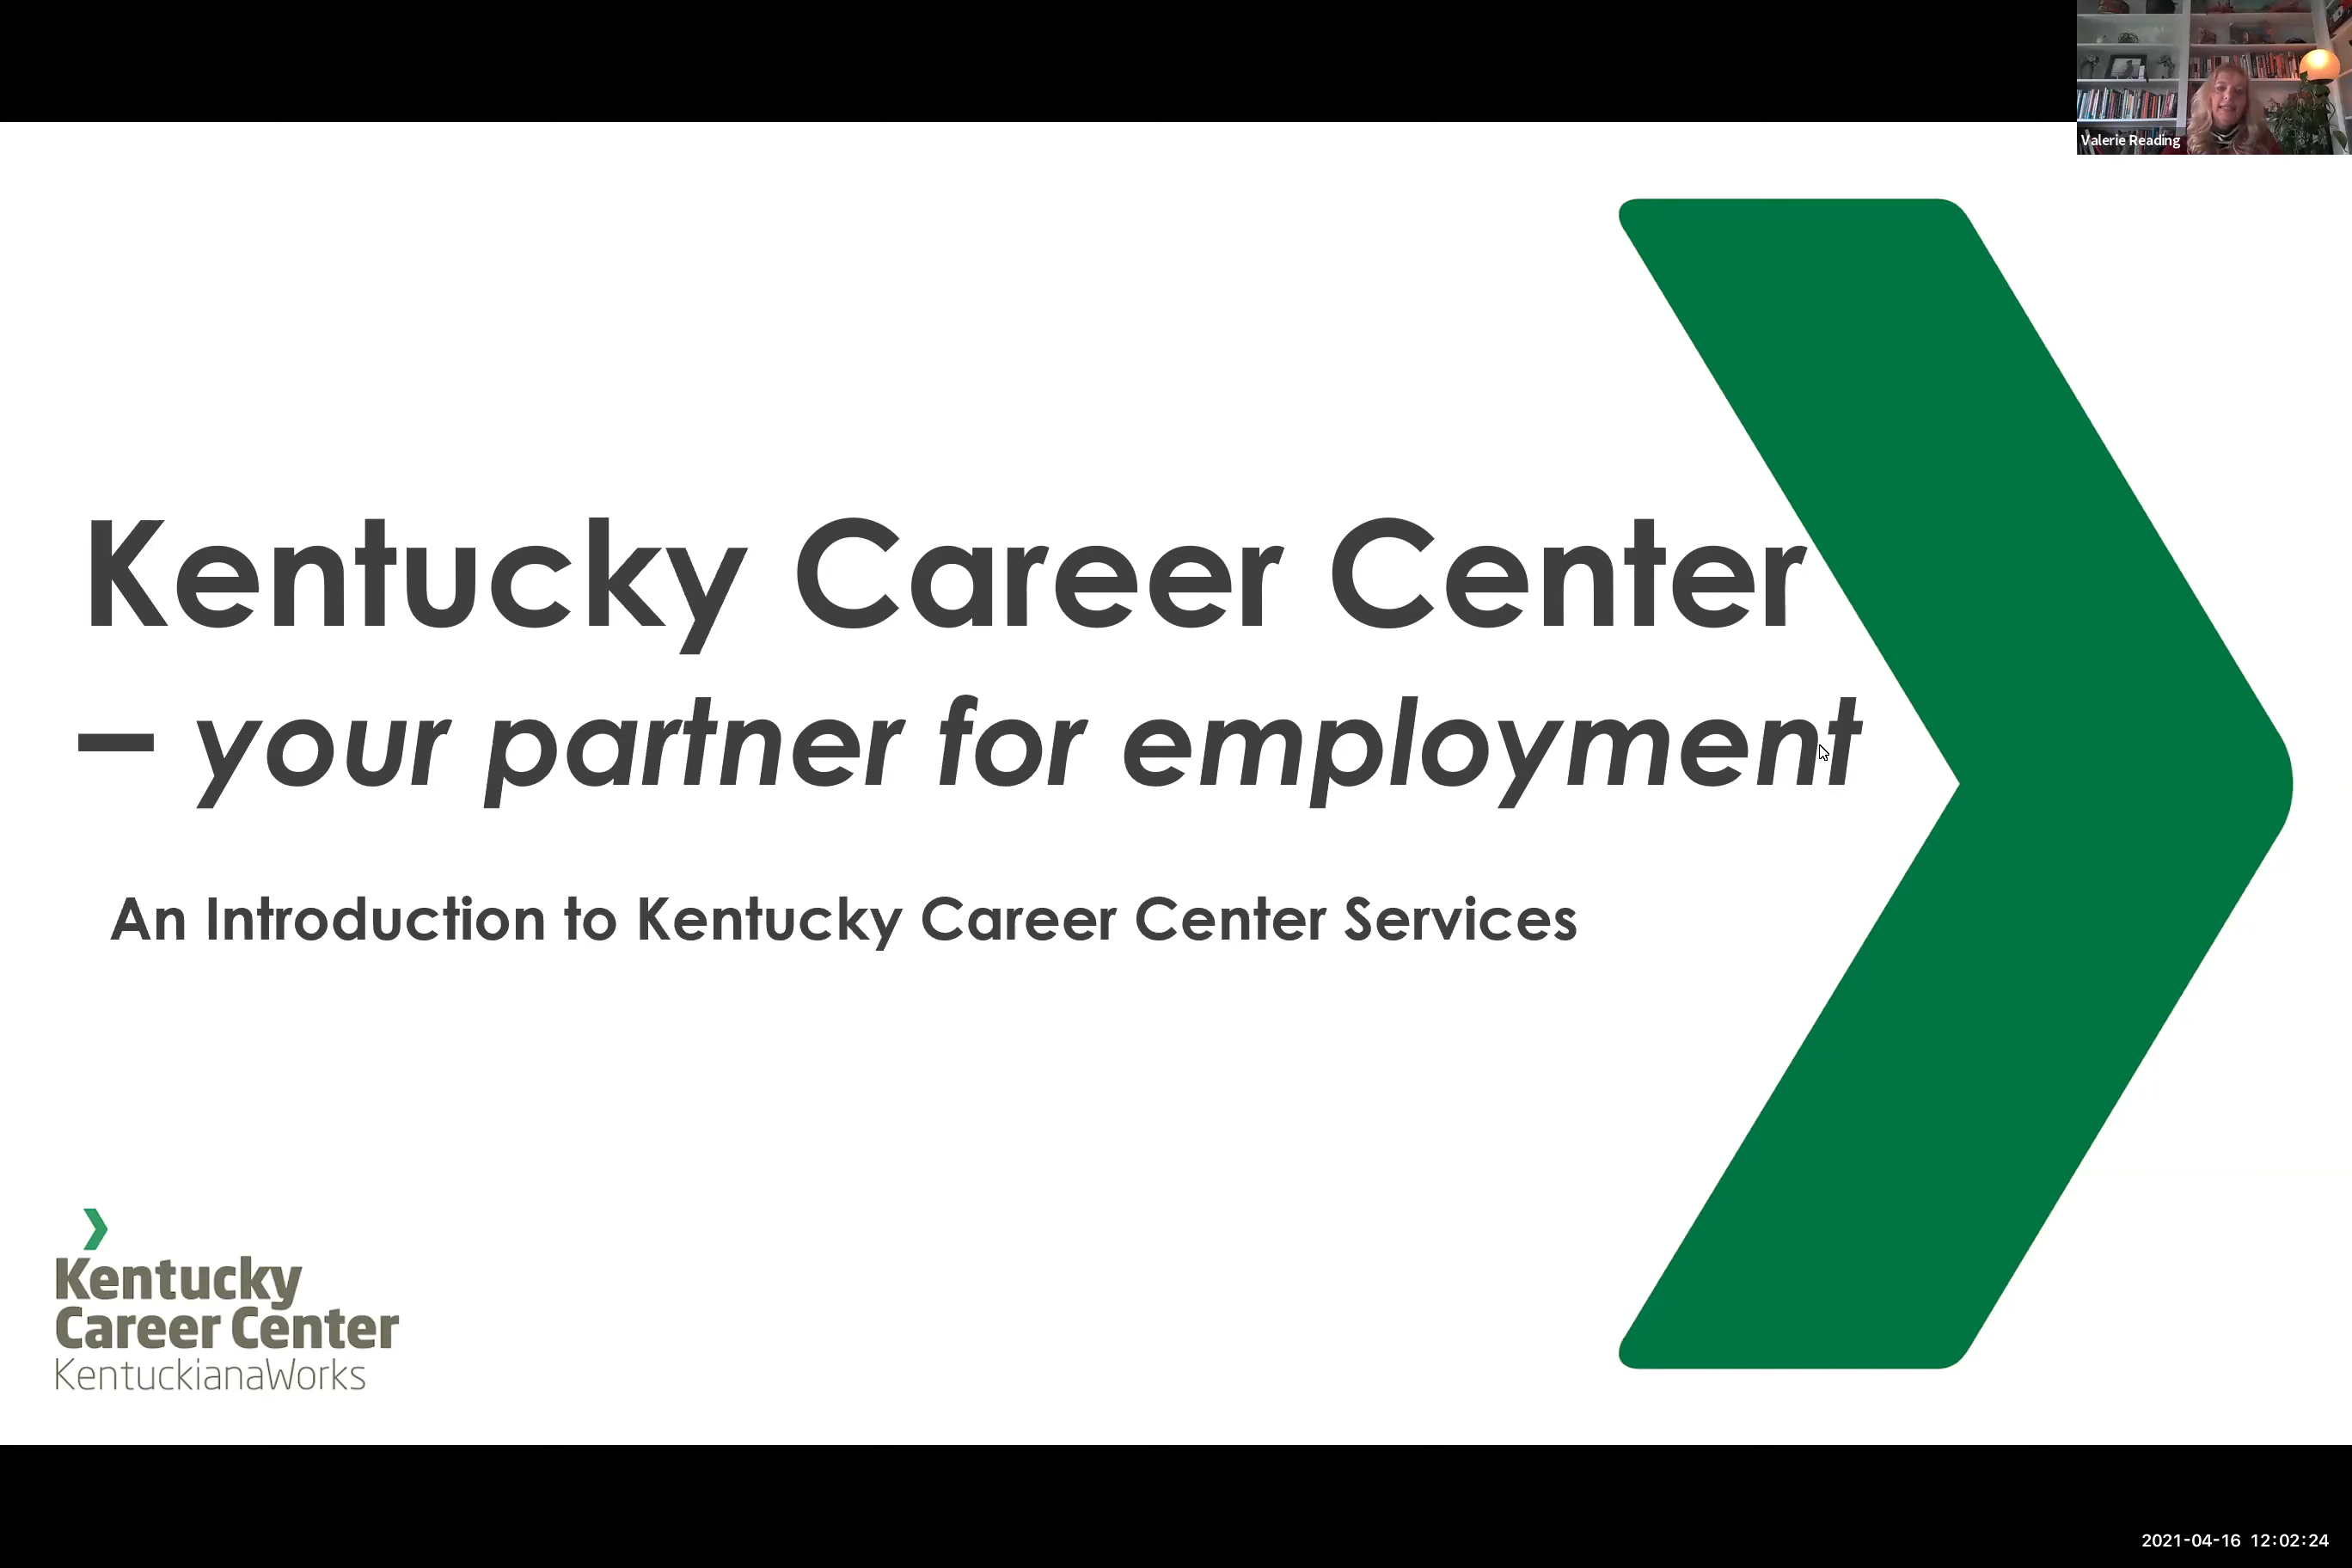 Valerie Reading
Kentucky Career Center
– your partner for employment
An Introduction to Kentucky Career Center Services
Kentucky
Career Center
KentuckianaWorks
2021-04-16 12:02:24